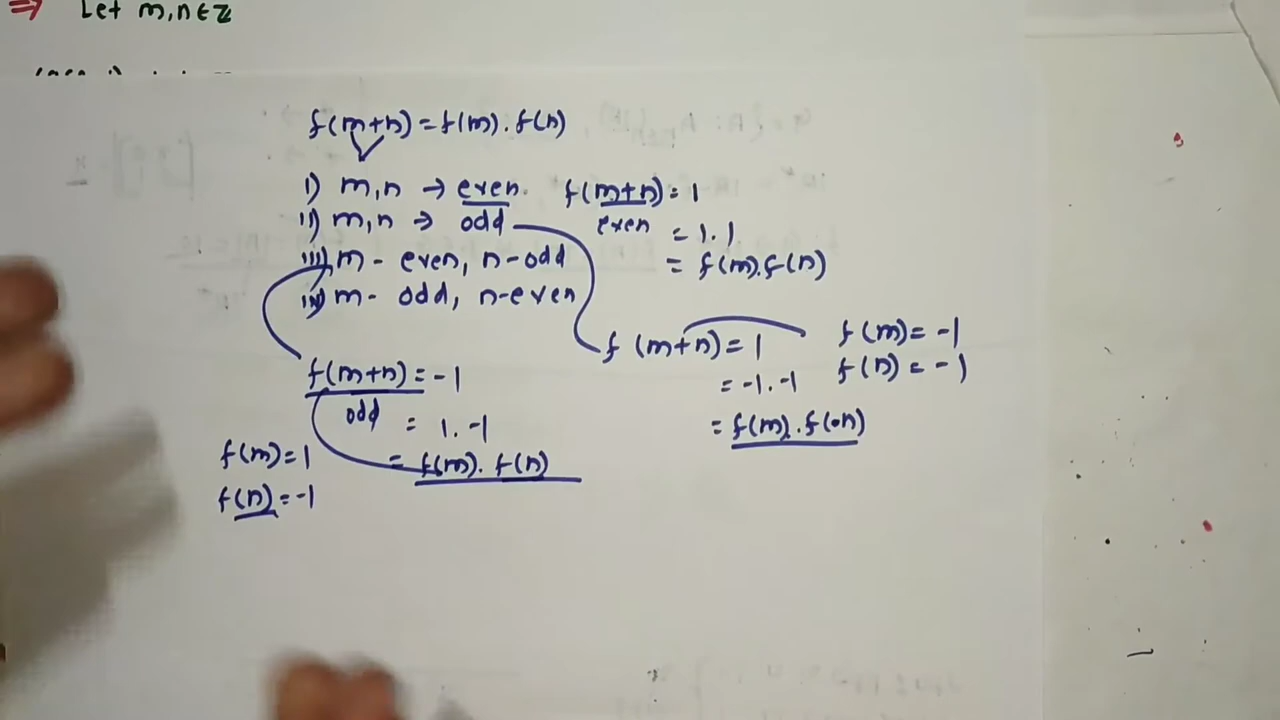 ⇒ Let m,n∈ℤ
f(m+n)=f(m).f(n)
i) m,n → even. f(m+n)=1
even = 1.1
= f(m).f(n)
ii) m,n → odd
iii) m - even, n-odd
iv) m- odd, n-even
f(m+n)=1 f(m)=-1
= -1.-1 f(n)=-1
= f(m).f(n)
f(m+n)=-1
odd = 1.-1
f(m)=1 = f(m).f(n)
f(n)=-1